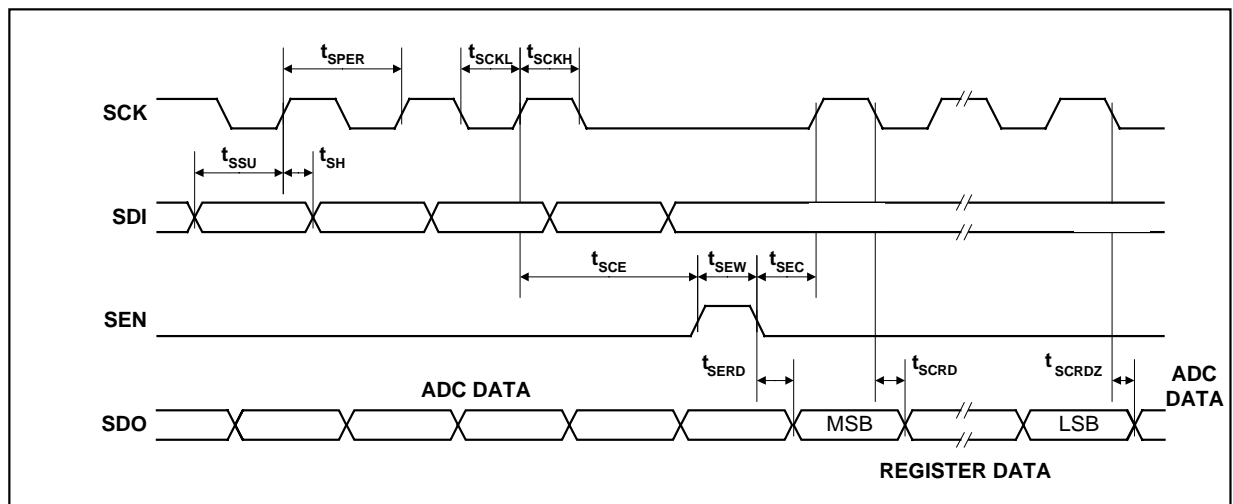 tSPER tSCKL tSCKH
SCK
tSSU tSH
SDI
tSCE tSEW tSEC
SEN
tSERD tSCRD tSCRDZ
ADC DATA
ADC
DATA
SDO
MSB LSB
REGISTER DATA